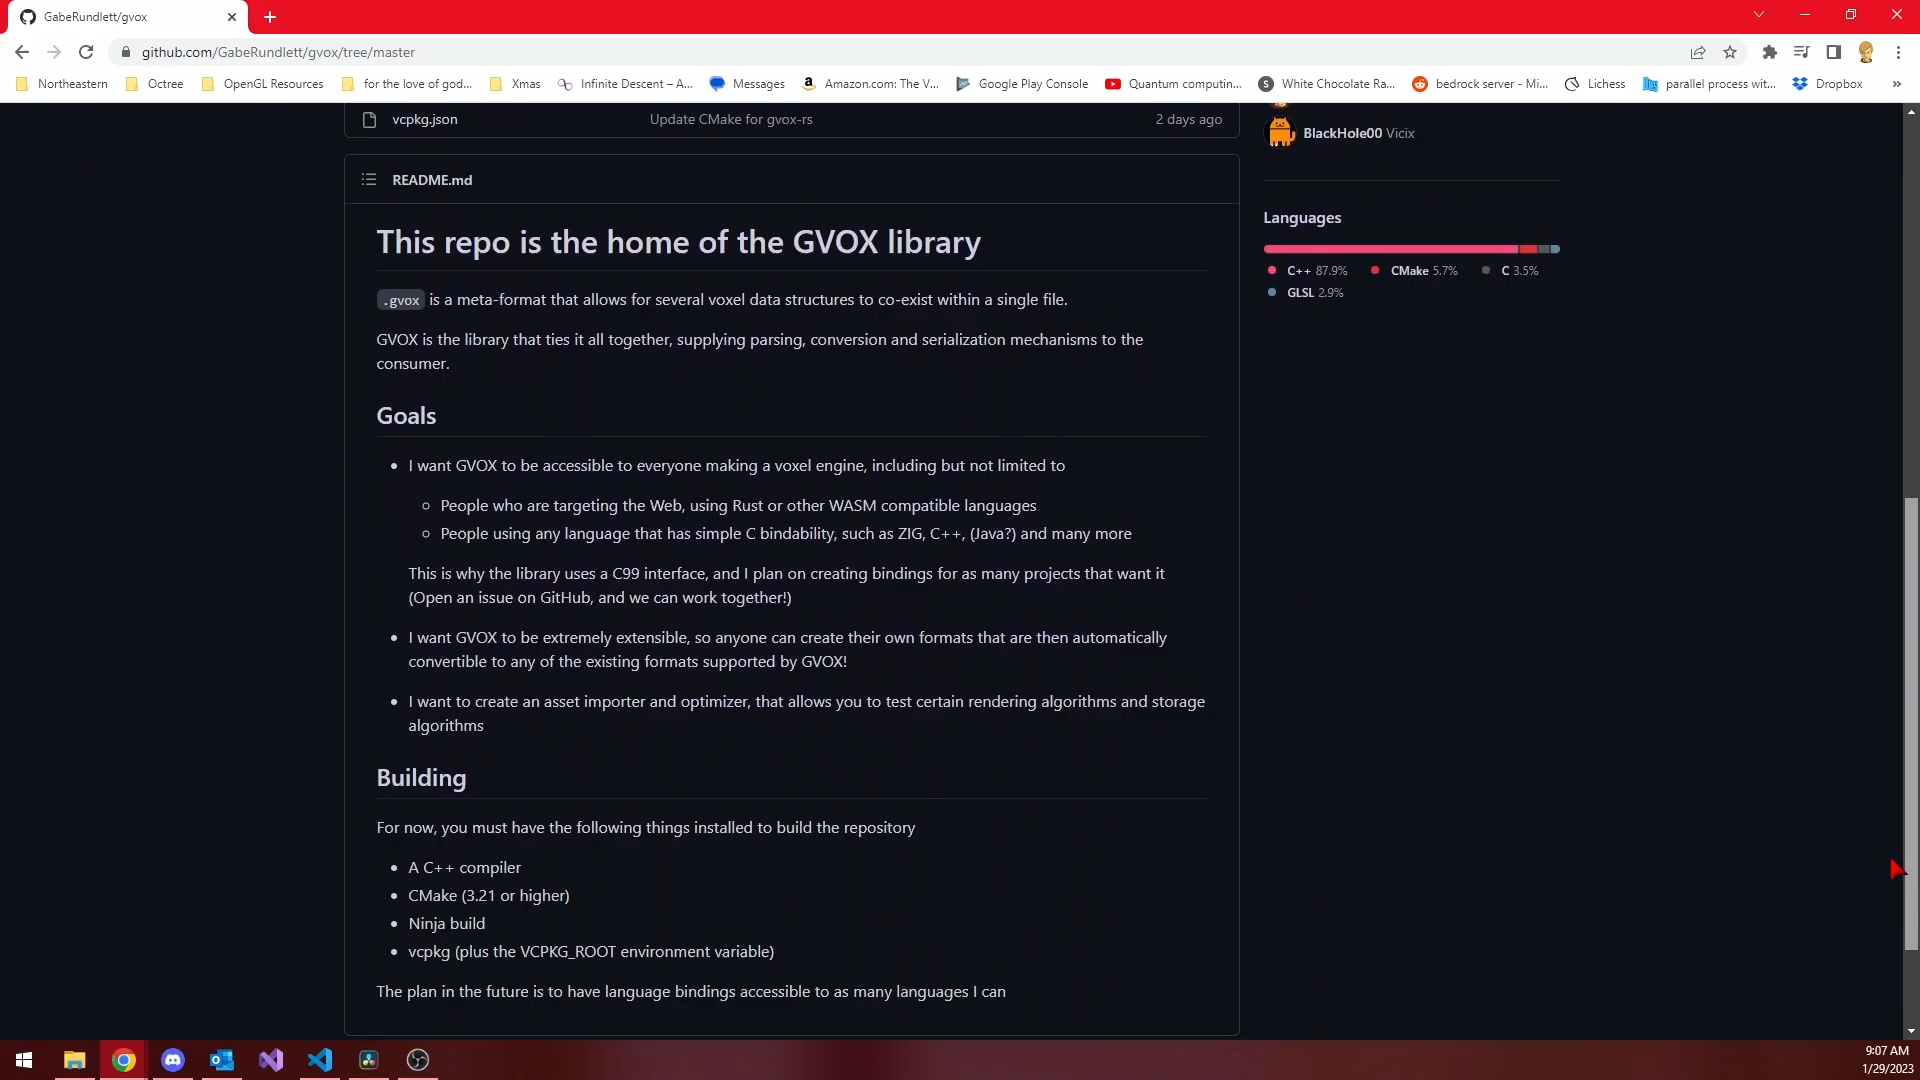 GabeRundlett/gvox
github.com/GabeRundlett/gvox/tree/master
Northeastern
Octree
OpenGL Resources
for the love of god...
Xmas
Infinite Descent – A...
Messages
Amazon.com: The V...
Google Play Console
Quantum computin...
White Chocolate Ra...
bedrock server - Mi...
Lichess
parallel process wit...
Dropbox
»
vcpkg.json
Update CMake for gvox-rs
2 days ago
BlackHole00 Vicix
README.md
Languages
C++ 87.9%
CMake 5.7%
C 3.5%
GLSL 2.9%
This repo is the home of the GVOX library
.gvox is a meta-format that allows for several voxel data structures to co-exist within a single file.
GVOX is the library that ties it all together, supplying parsing, conversion and serialization mechanisms to the
consumer.
Goals
• I want GVOX to be accessible to everyone making a voxel engine, including but not limited to
◦ People who are targeting the Web, using Rust or other WASM compatible languages
◦ People using any language that has simple C bindability, such as ZIG, C++, (Java?) and many more
This is why the library uses a C99 interface, and I plan on creating bindings for as many projects that want it
(Open an issue on GitHub, and we can work together!)
• I want GVOX to be extremely extensible, so anyone can create their own formats that are then automatically
convertible to any of the existing formats supported by GVOX!
• I want to create an asset importer and optimizer, that allows you to test certain rendering algorithms and storage
algorithms
Building
For now, you must have the following things installed to build the repository
• A C++ compiler
• CMake (3.21 or higher)
• Ninja build
• vcpkg (plus the VCPKG_ROOT environment variable)
The plan in the future is to have language bindings accessible to as many languages I can
9:07 AM
1/29/2023